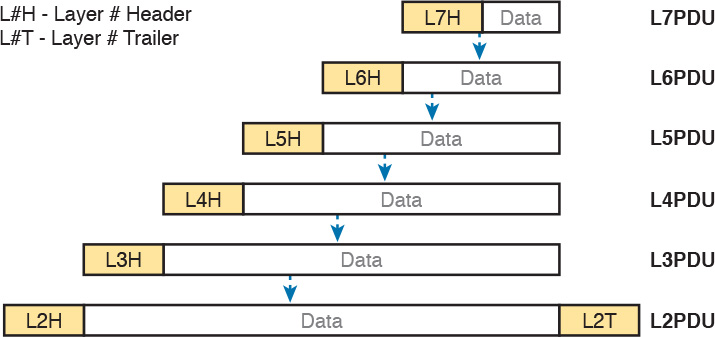 L#H - Layer # Header
L#T - Layer # Trailer
L7H Data L7PDU
L6H Data L6PDU
L5H Data L5PDU
L4H Data L4PDU
L3H Data L3PDU
L2H Data L2T L2PDU